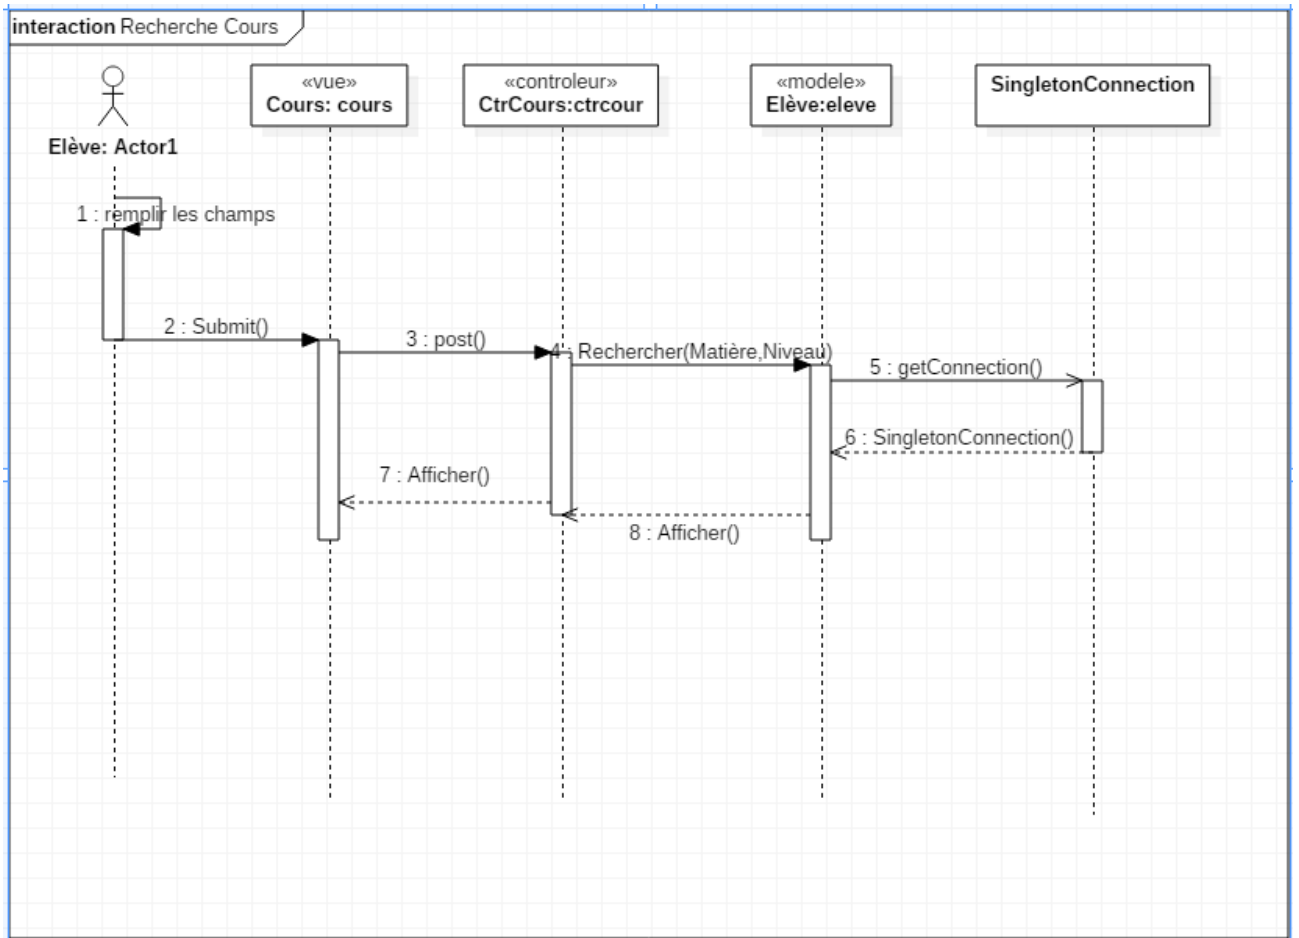 interaction Recherche Cours
«vue»
Cours: cours
«controleur»
CtrCours:ctrcour
«modele»
Elève:eleve
SingletonConnection
Elève: Actor1
1 : remplir les champs
2 : Submit()
3 : post()
4 : Rechercher(Matière,Niveau)
5 : getConnection()
6 : SingletonConnection()
7 : Afficher()
8 : Afficher()